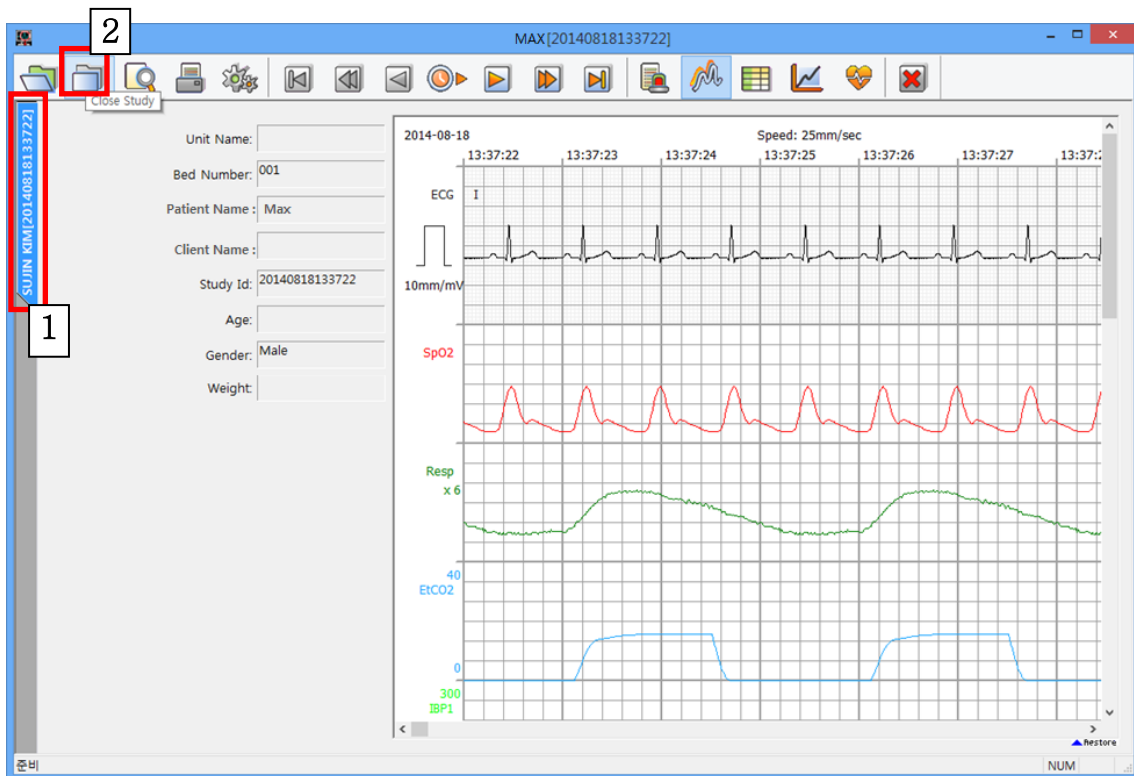 2
MAX[20140818133722]
Close Study
SUJIN KIM[20140818133722]
1
Unit Name:
Bed Number: 001
Patient Name : Max
Client Name :
Study Id: 20140818133722
Age:
Gender: Male
Weight:
2014-08-18 Speed: 25mm/sec
13:37:22 13:37:23 13:37:24 13:37:25 13:37:26 13:37:27 13:37:2
ECG I
10mm/mV
SpO2
Resp
x 6
40
EtCO2
0
300
IBP1
Restore
준비 NUM